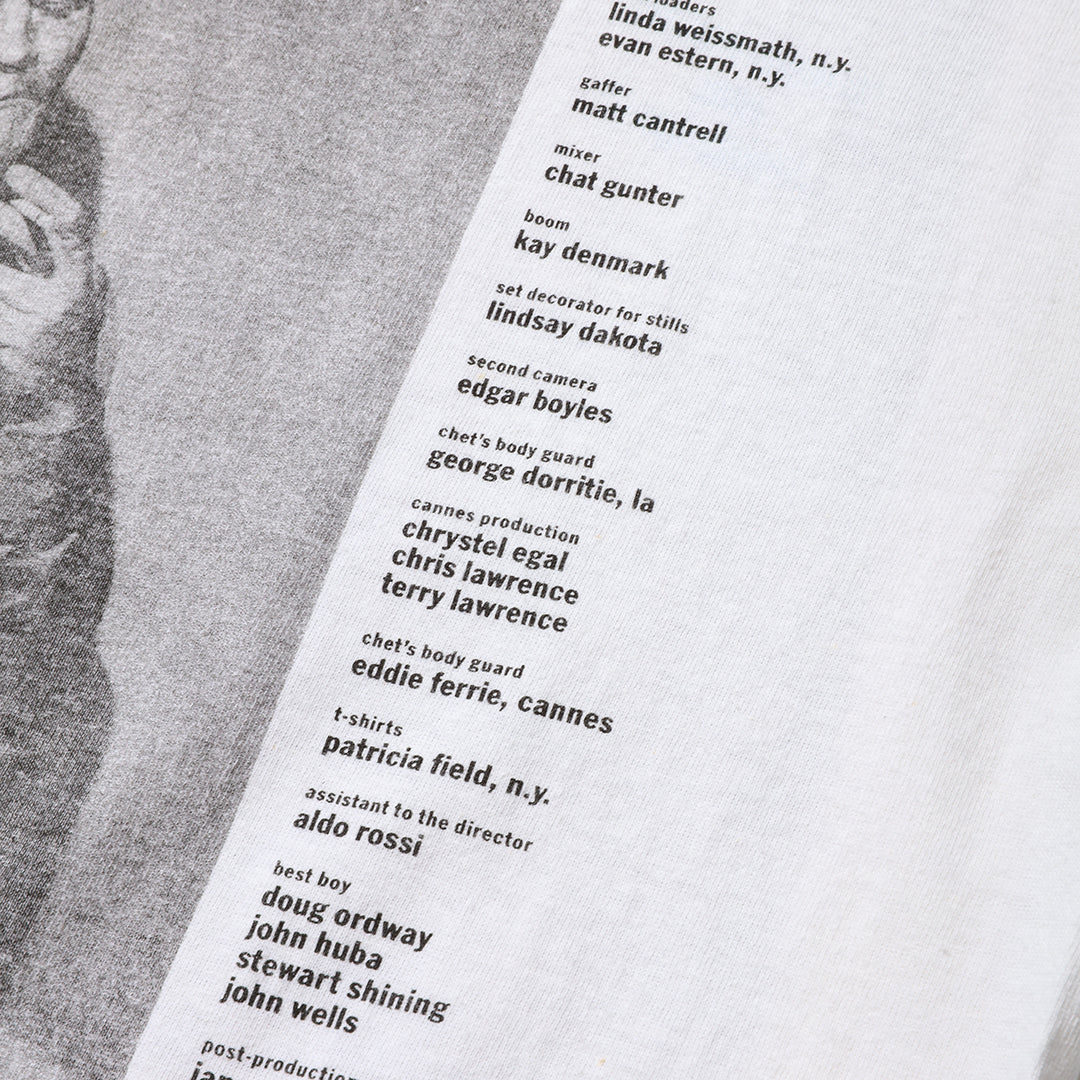 loaders
linda weissmath, n.y.
evan estern, n.y.
gaffer
matt cantrell
mixer
chat gunter
boom
kay denmark
set decorator for stills
lindsay dakota
second camera
edgar boyles
chet's body guard
george dorritie, la
cannes production
chrystel egal
chris lawrence
terry lawrence
chet's body guard
eddie ferrie, cannes
t-shirts
patricia field, n.y.
assistant to the director
aldo rossi
best boy
doug ordway
john huba
stewart shining
john wells
post-production